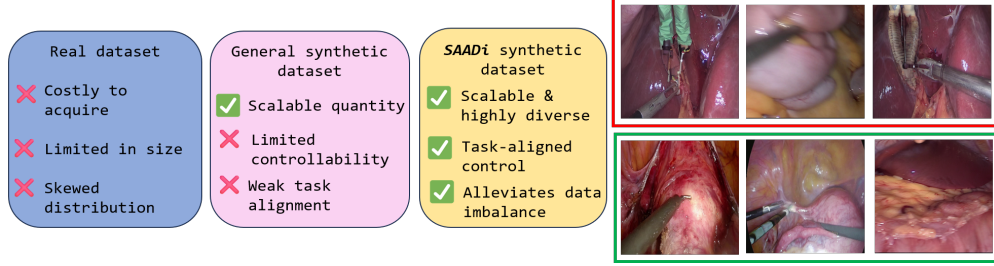 Real dataset
Costly to
acquire
Limited in size
Skewed
distribution
General synthetic
dataset
Scalable quantity
Limited
controllability
Weak task
alignment
SAADi synthetic
dataset
Scalable &
highly diverse
Task-aligned
control
Alleviates data
imbalance